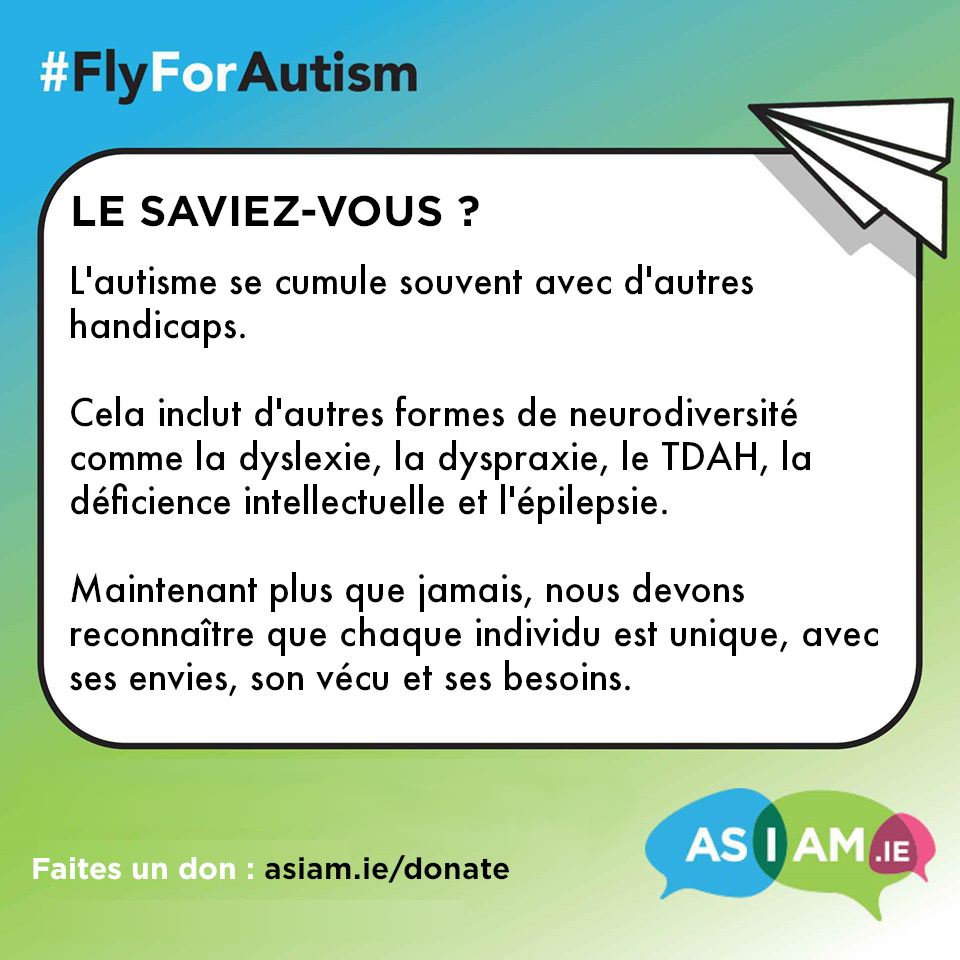 #FlyForAutism
LE SAVIEZ-VOUS ?
L'autisme se cumule souvent avec d'autres
handicaps.
Cela inclut d'autres formes de neurodiversité
comme la dyslexie, la dyspraxie, le TDAH, la
déficience intellectuelle et l'épilepsie.
Maintenant plus que jamais, nous devons
reconnaître que chaque individu est unique, avec
ses envies, son vécu et ses besoins.
AS I AM.IE
Faites un don : asiam.ie/donate